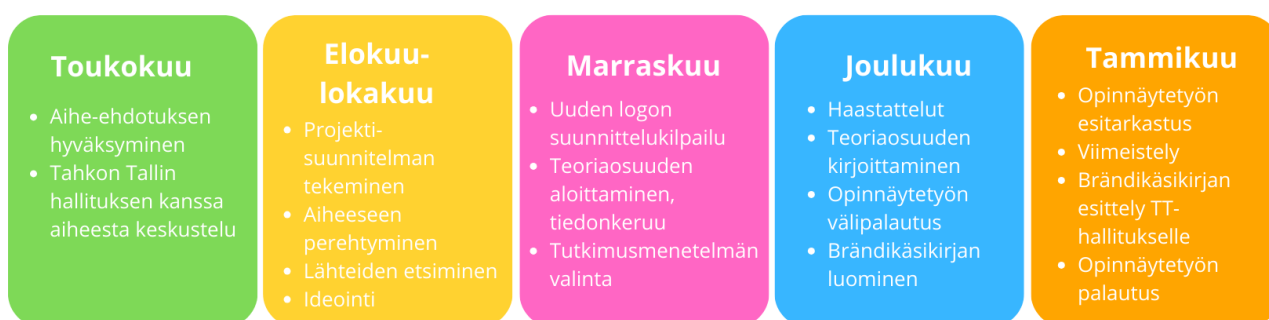 Toukokuu
• Aihe-ehdotuksen
hyväksyminen
• Tahkon Tallin
hallituksen kanssa
aiheesta keskustelu
Elokuu-
lokakuu
• Projekti-
suunnitelman
tekeminen
• Aiheeseen
perehtyminen
• Lähteiden etsiminen
• Ideointi
Marraskuu
• Uuden logon
suunnittelukilpailu
• Teoriaosuuden
aloittaminen,
tiedonkeruu
• Tutkimusmenetelmän
valinta
Joulukuu
• Haastattelut
• Teoriaosuuden
kirjoittaminen
• Opinnäytetyön
välipalautus
• Brändikäsikirjan
luominen
Tammikuu
• Opinnäytetyön
esitarkastus
• Viimeistely
• Brändikäsikirjan
esittely TT-
hallitukselle
• Opinnäytetyön
palautus